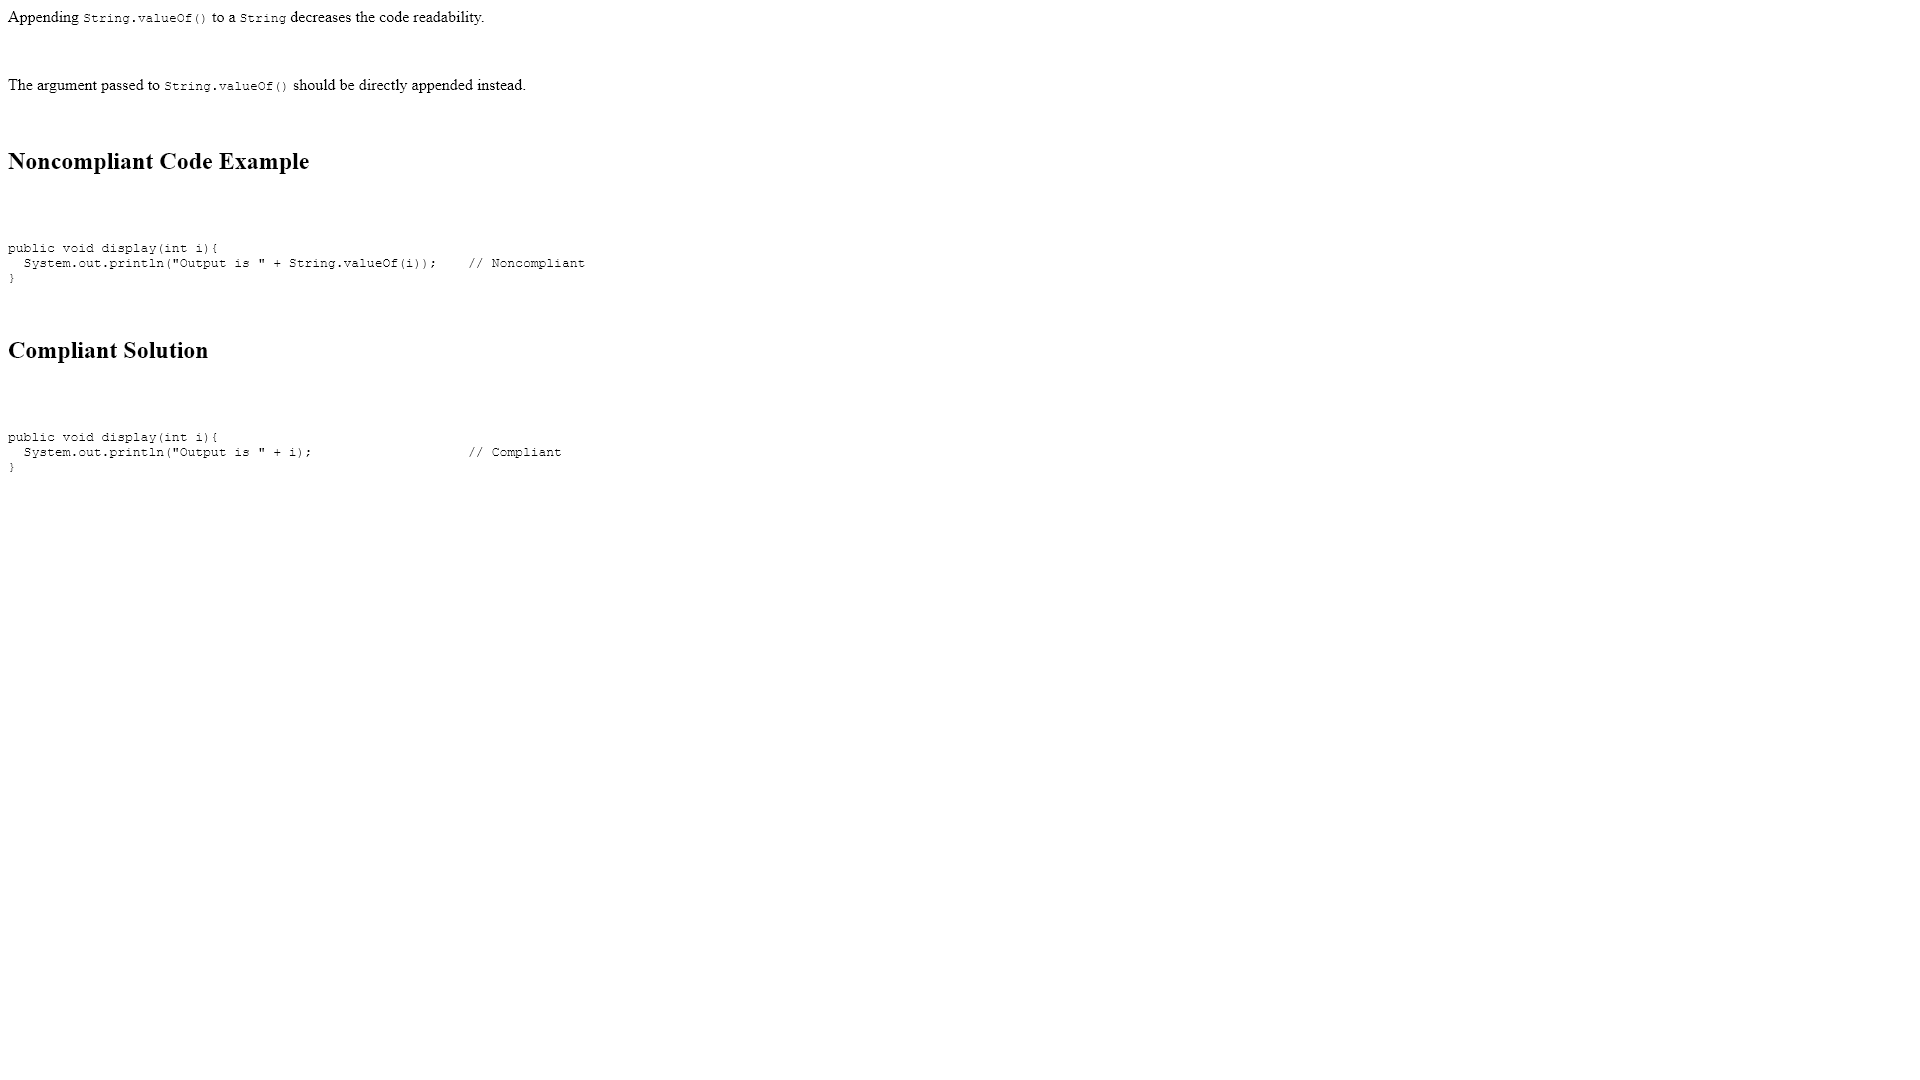 Appending String.valueOf() to a String decreases the code readability.
The argument passed to String.valueOf() should be directly appended instead.
Noncompliant Code Example
public void display(int i){
  System.out.println("Output is " + String.valueOf(i));    // Noncompliant
}
Compliant Solution
public void display(int i){
  System.out.println("Output is " + i);                    // Compliant
}